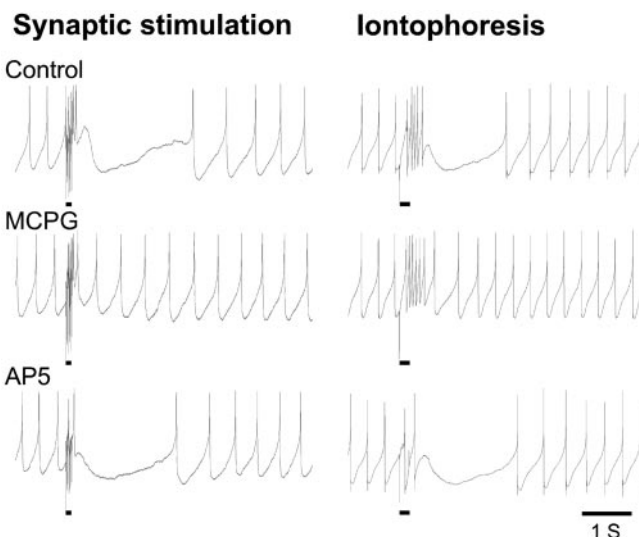 Synaptic stimulation
Iontophoresis
Control
MCPG
AP5
1 S